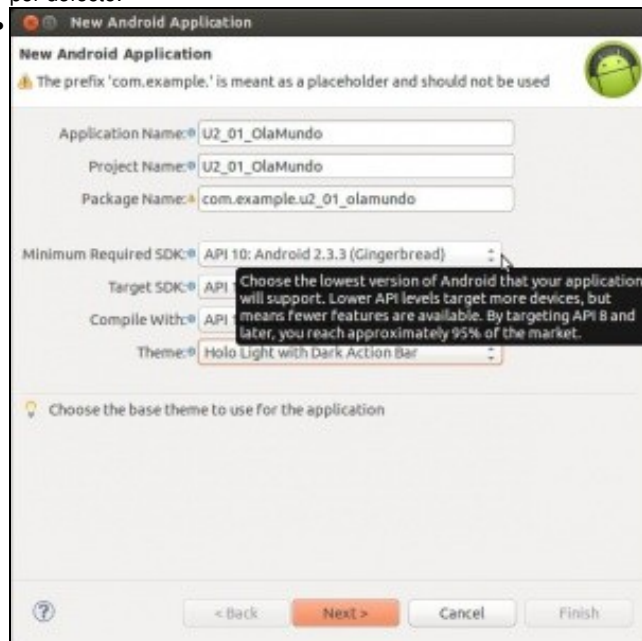 New Android Application
New Android Application
The prefix 'com.example.' is meant as a placeholder and should not be used
Application Name: U2_01_OlaMundo
Project Name: U2_01_OlaMundo
Package Name: com.example.u2_01_olamundo
Minimum Required SDK: API 10: Android 2.3.3 (Gingerbread)
Target SDK: API
Choose the lowest version of Android that your application
will support. Lower API levels target more devices, but
Compile With: API
means fewer features are available. By targeting API 8 and
later, you reach approximately 95% of the market.
Theme: Holo Light with Dark Action Bar
Choose the base theme to use for the application
? < Back Next > Cancel Finish